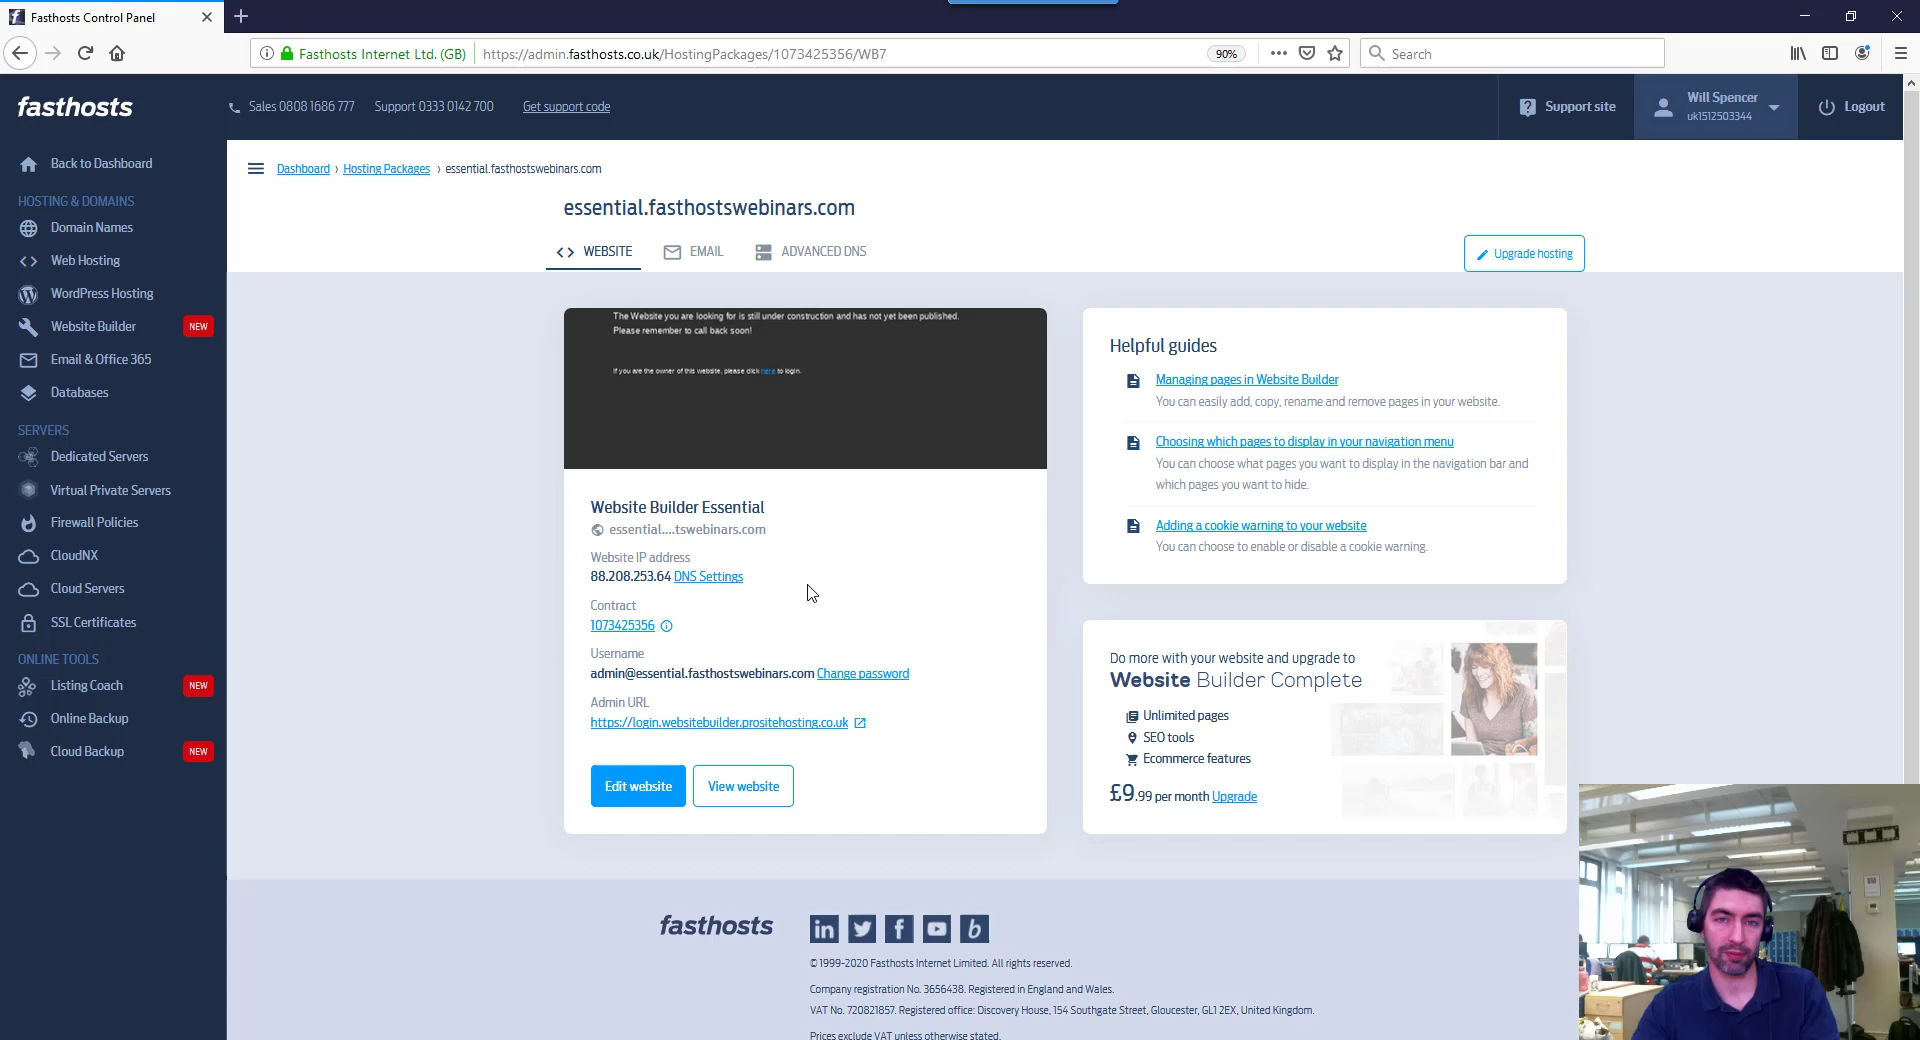 Fasthosts Control Panel
Fasthosts Internet Ltd. (GB)
https://admin.fasthosts.co.uk/HostingPackages/1073425356/WB7
90%
Search
fasthosts
Sales 0808 1686 777
Support 0333 0142 700
Get support code
Support site
Will Spencer
uk1512503344
Logout
Back to Dashboard
HOSTING & DOMAINS
Domain Names
Web Hosting
WordPress Hosting
Website Builder NEW
Email & Office 365
Databases
SERVERS
Dedicated Servers
Virtual Private Servers
Firewall Policies
CloudNX
Cloud Servers
SSL Certificates
ONLINE TOOLS
Listing Coach NEW
Online Backup
Cloud Backup NEW
Dashboard › Hosting Packages › essential.fasthostswebinars.com
essential.fasthostswebinars.com
WEBSITE
EMAIL
ADVANCED DNS
Upgrade hosting
The Website you are looking for is still under construction and has not yet been published.
Please remember to call back soon!
If you are the owner of this website, please click here to login.
Website Builder Essential
essential....tswebinars.com
Website IP address
88.208.253.64 DNS Settings
Contract
1073425356
Username
admin@essential.fasthostswebinars.com Change password
Admin URL
https://login.websitebuilder.prositehosting.co.uk
Edit website
View website
Helpful guides
Managing pages in Website Builder
You can easily add, copy, rename and remove pages in your website.
Choosing which pages to display in your navigation menu
You can choose what pages you want to display in the navigation bar and
which pages you want to hide.
Adding a cookie warning to your website
You can choose to enable or disable a cookie warning.
Do more with your website and upgrade to
Website Builder Complete
Unlimited pages
SEO tools
Ecommerce features
£9.99 per month Upgrade
fasthosts
© 1999-2020 Fasthosts Internet Limited. All rights reserved.
Company registration No. 3656438. Registered in England and Wales.
VAT No. 720821857. Registered office: Discovery House, 154 Southgate Street, Gloucester, GL1 2EX, United Kingdom.
Prices exclude VAT unless otherwise stated.